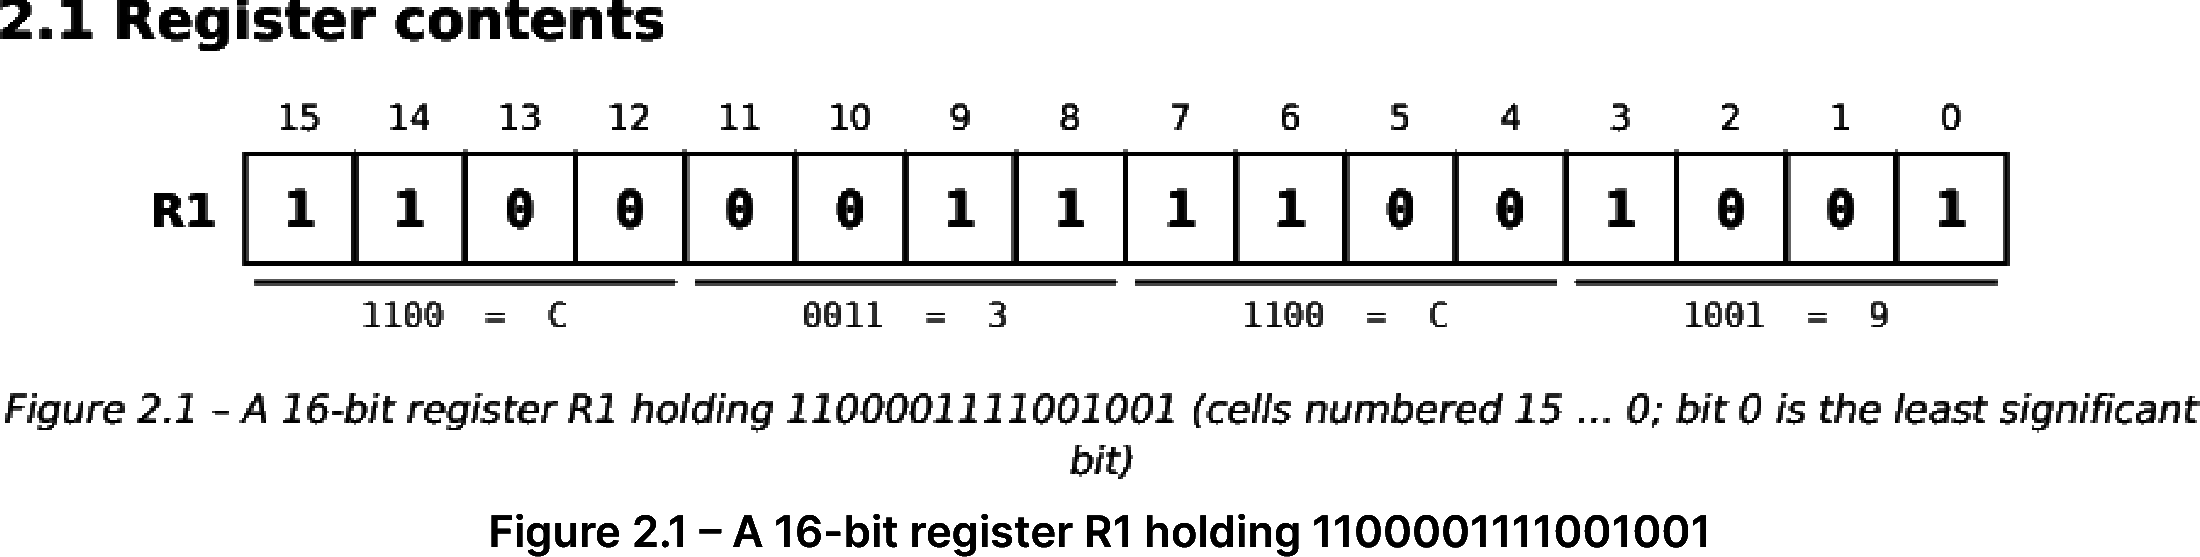 2.1 Register contents
15 14 13 12 11 10 9 8 7 6 5 4 3 2 1 0
R1 1 1 0 0 0 0 1 1 1 1 0 0 1 0 0 1
1100 = C 0011 = 3 1100 = C 1001 = 9
Figure 2.1 – A 16-bit register R1 holding 1100001111001001 (cells numbered 15 ... 0; bit 0 is the least significant
bit)
Figure 2.1 – A 16-bit register R1 holding 1100001111001001